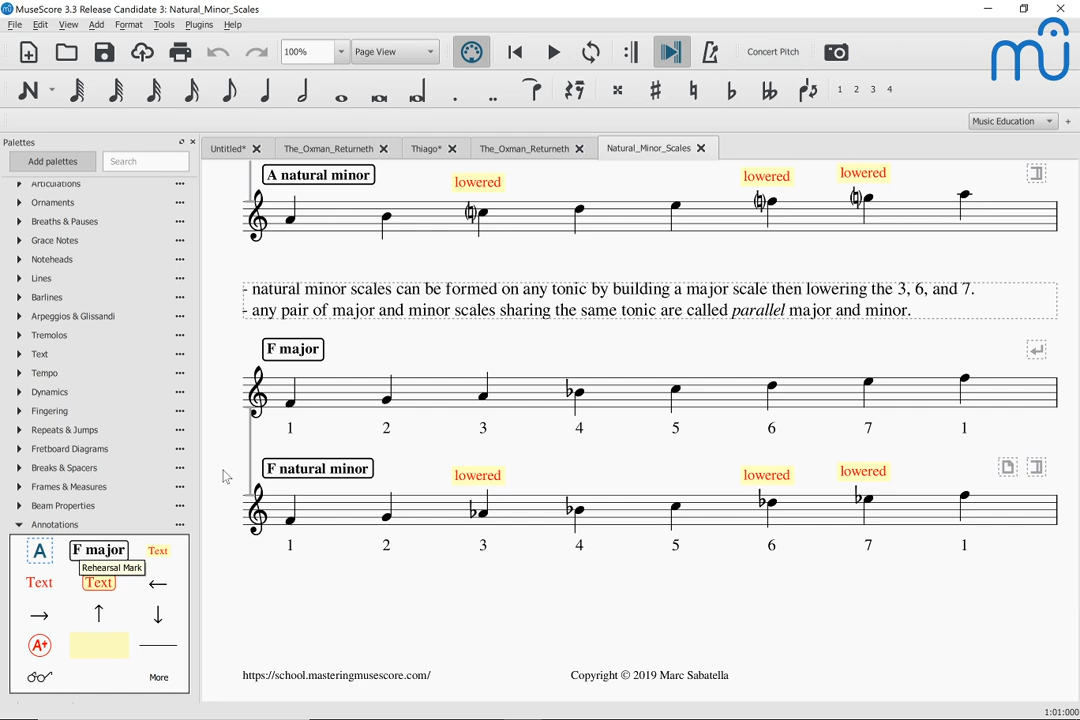 MuseScore 3.3 Release Candidate 3: Natural_Minor_Scales
File Edit View Add Format Tools Plugins Help
100% Page View Concert Pitch
1 2 3 4
Music Education +
Palettes
Untitled* The_Oxman_Returneth Thiago* The_Oxman_Returneth Natural_Minor_Scales
Add palettes Search
Articulations
Ornaments
Breaths & Pauses
Grace Notes
Noteheads
Lines
Barlines
Arpeggios & Glissandi
Tremolos
Text
Tempo
Dynamics
Fingering
Repeats & Jumps
Fretboard Diagrams
Breaks & Spacers
Frames & Measures
Beam Properties
Annotations
A F major Text
Rehearsal Mark
Text Text
A+
More
A natural minor
lowered lowered lowered
- natural minor scales can be formed on any tonic by building a major scale then lowering the 3, 6, and 7.
- any pair of major and minor scales sharing the same tonic are called parallel major and minor.
F major
1 2 3 4 5 6 7 1
F natural minor
lowered lowered lowered
1 2 3 4 5 6 7 1
https://school.masteringmusescore.com/ Copyright © 2019 Marc Sabatella
1:01:000